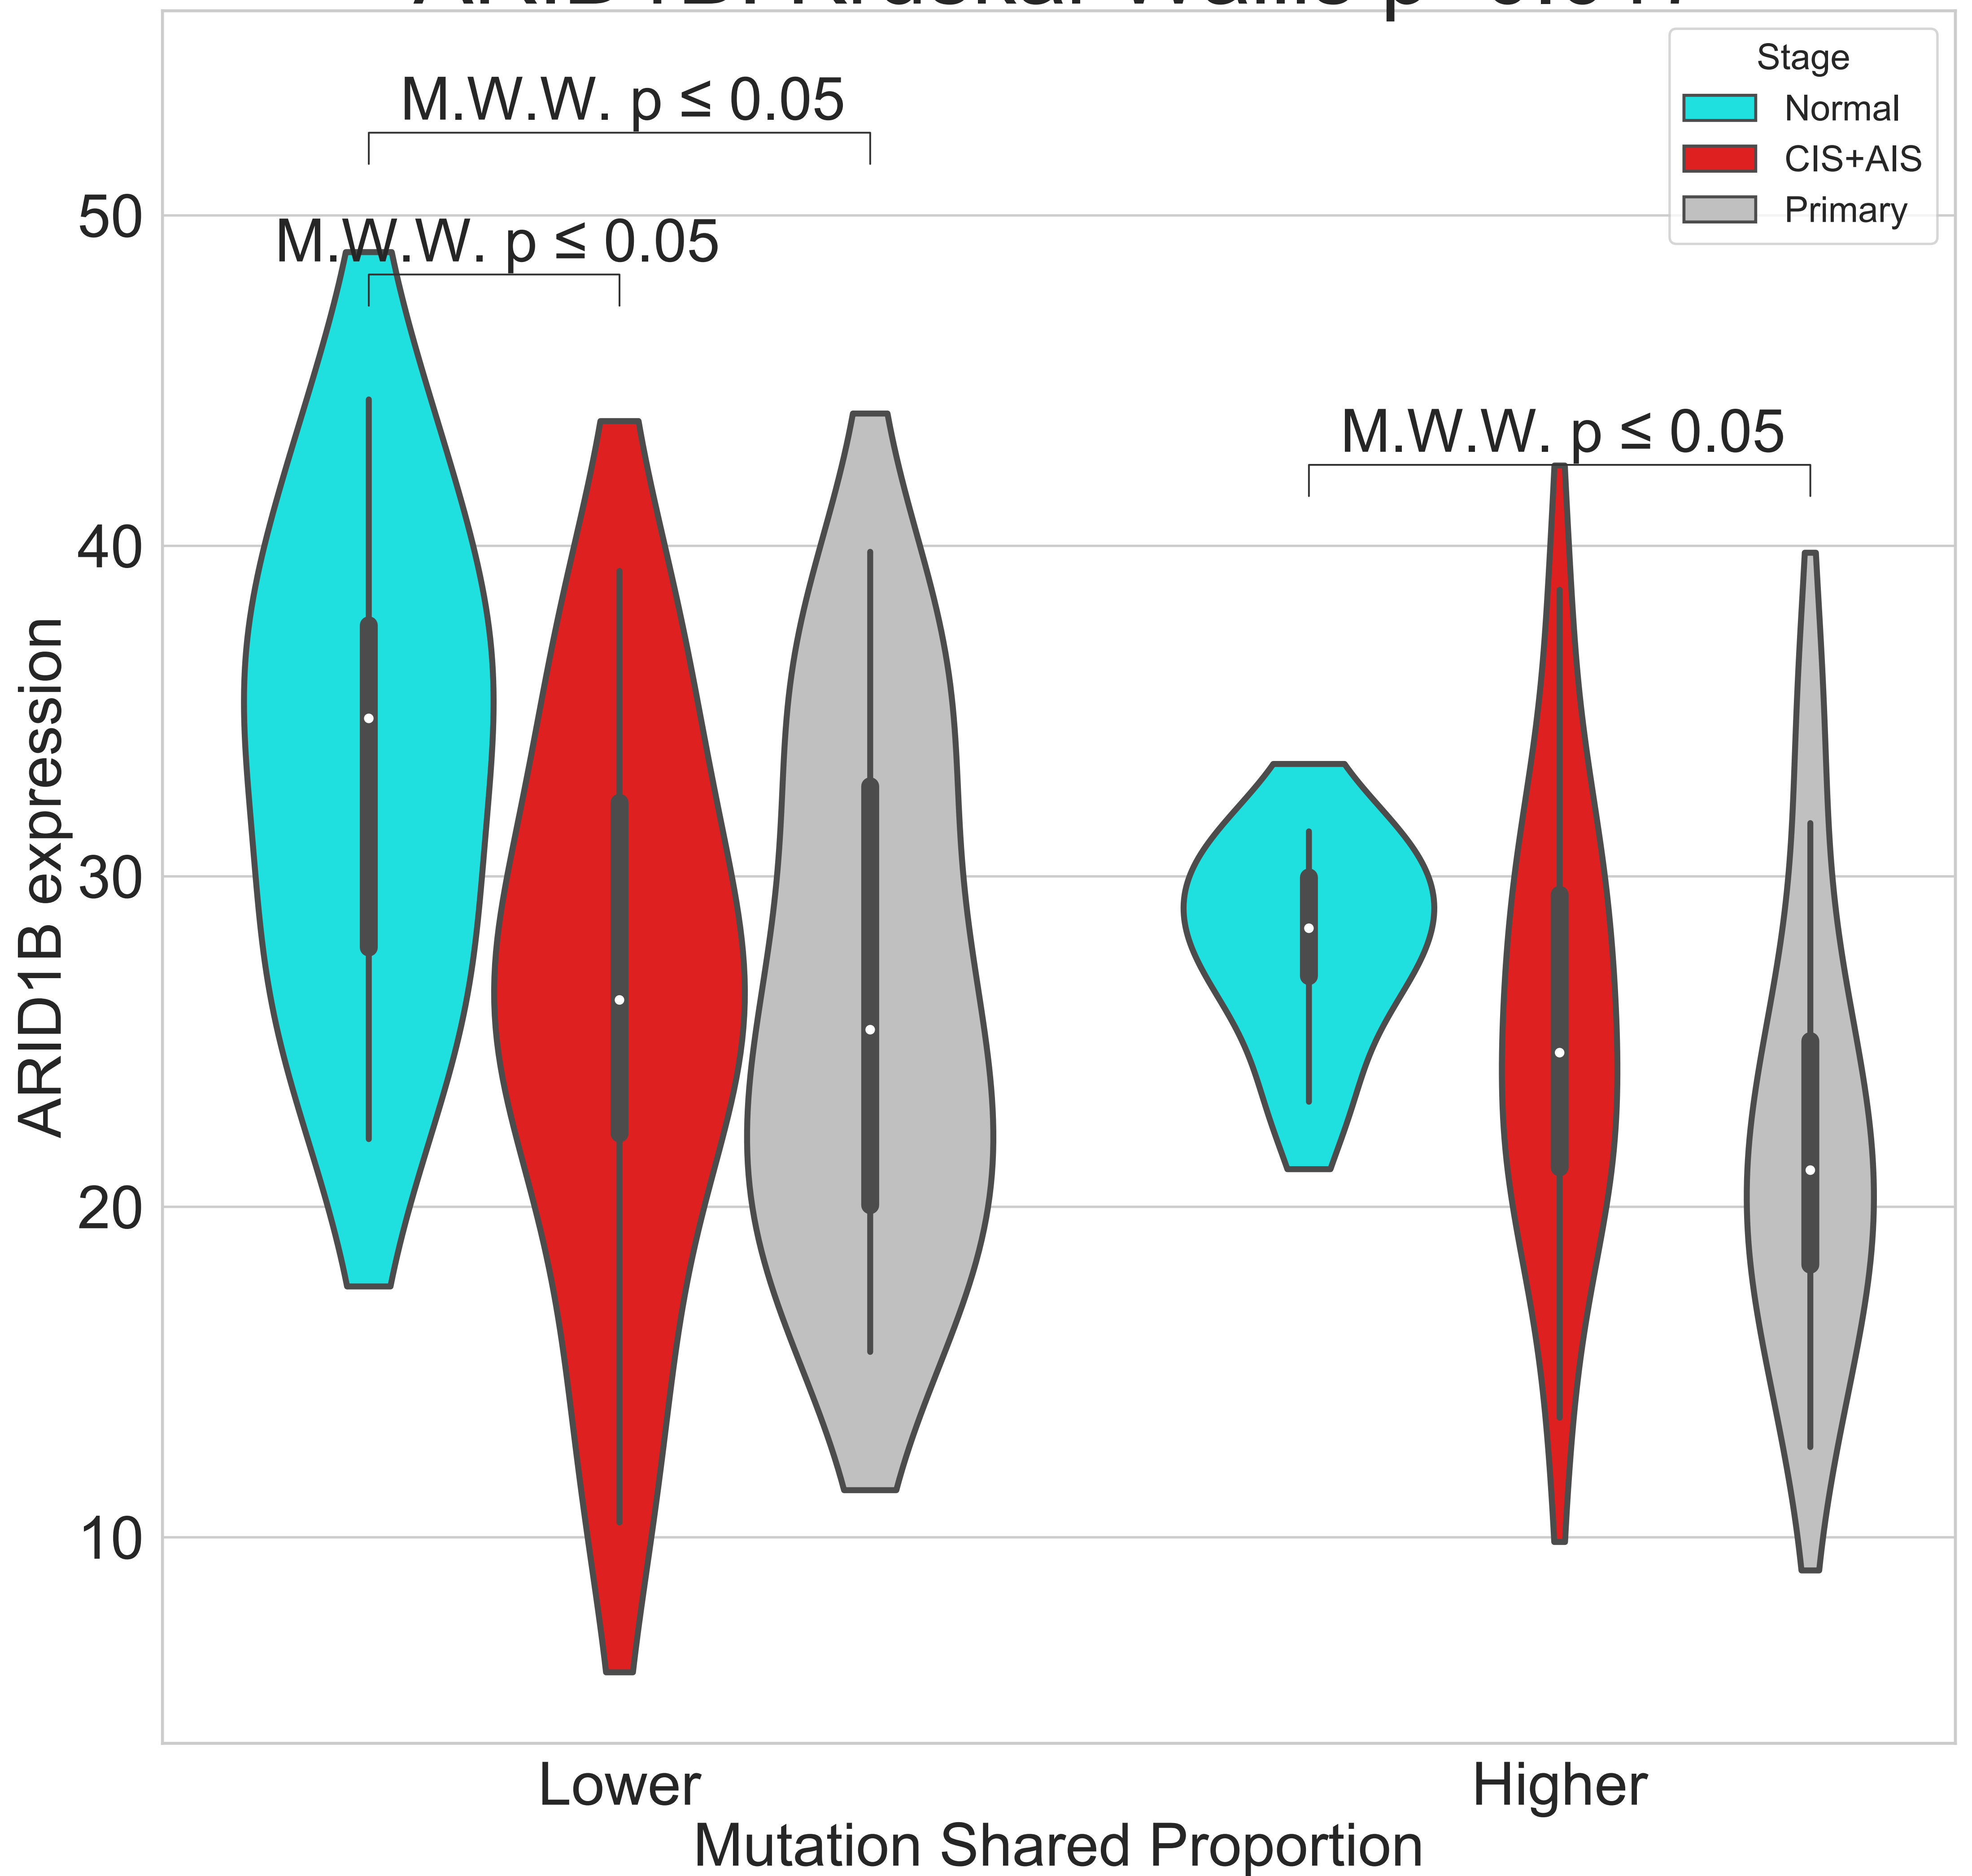 M.W.W. p ≤ 0.05
M.W.W. p ≤ 0.05
M.W.W. p ≤ 0.05
Stage
Normal
CIS+AIS
Primary
50
40
30
20
10
ARID1B expression
Lower
Higher
Mutation Shared Proportion